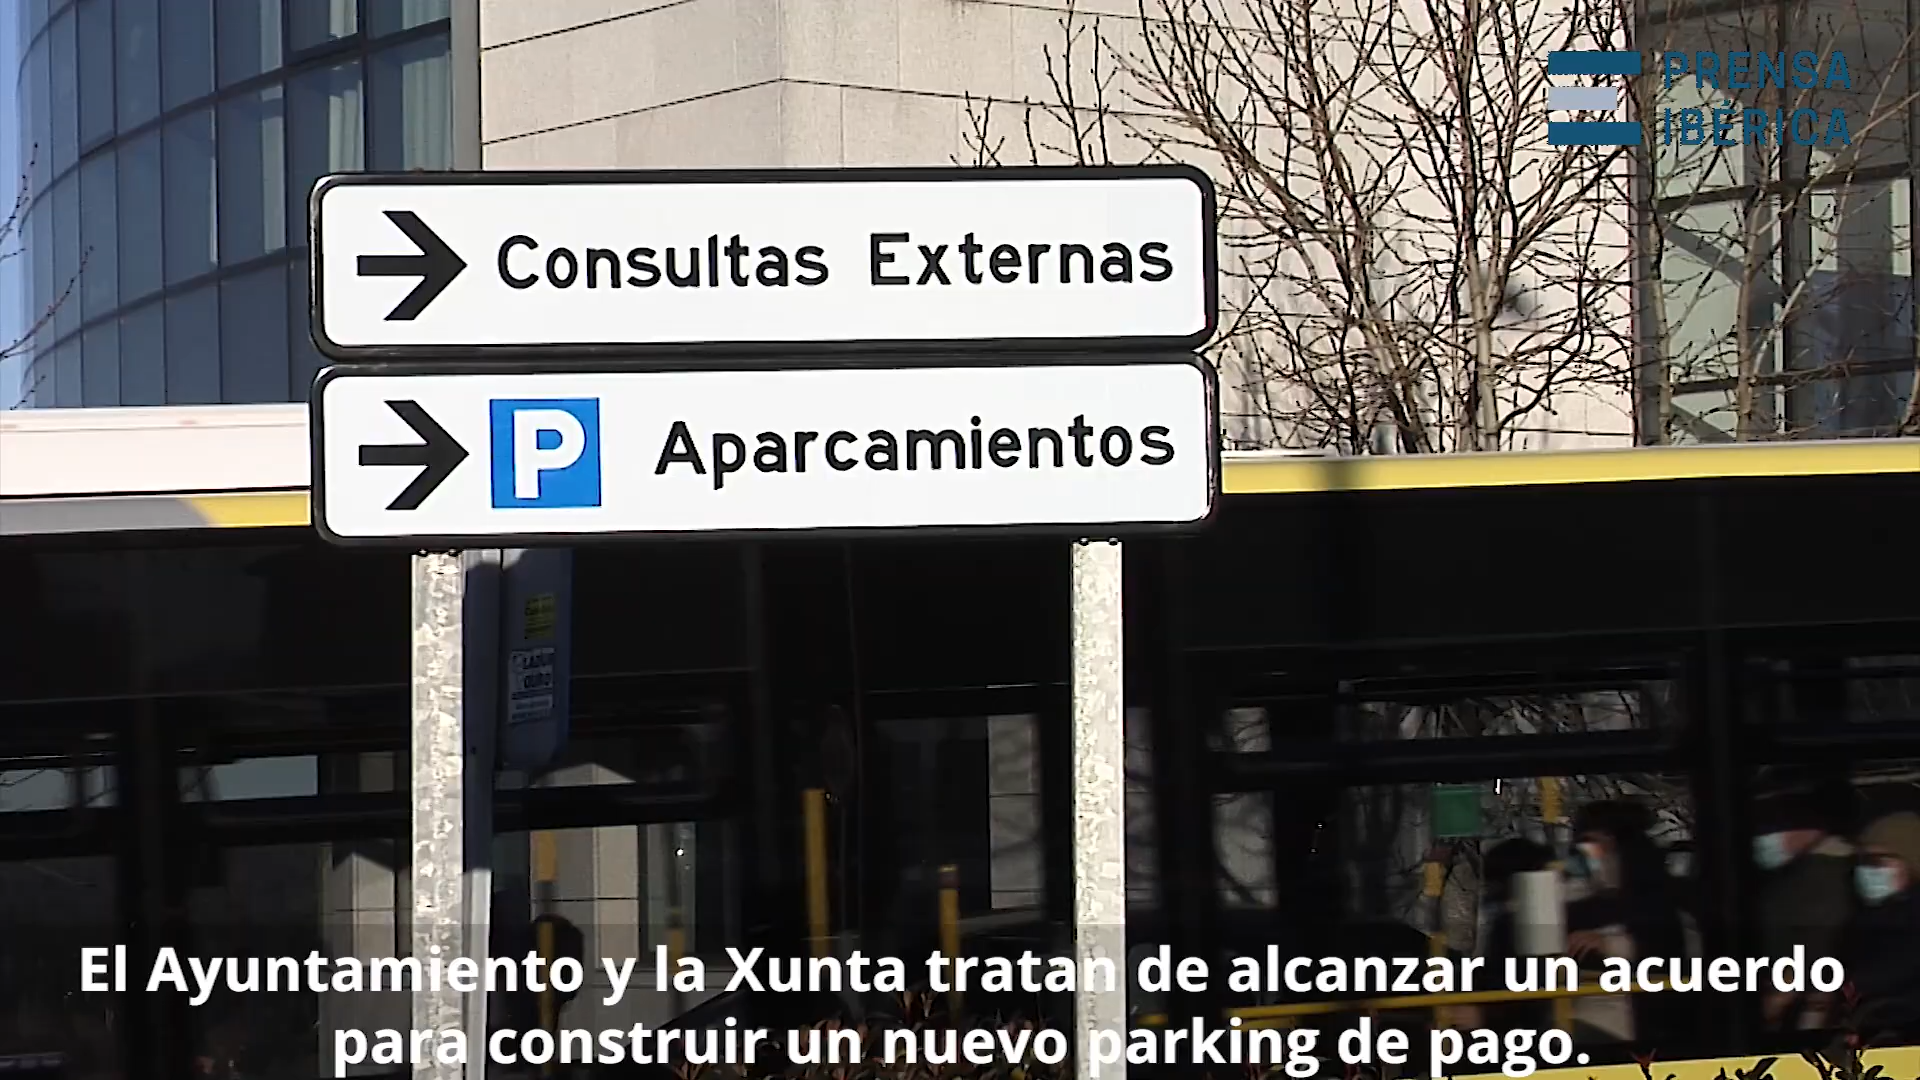 PRENSA
IBÉRICA
Consultas Externas
P Aparcamientos
El Ayuntamiento y la Xunta tratan de alcanzar un acuerdo
para construir un nuevo parking de pago.